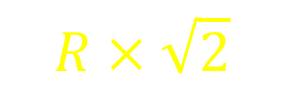 R × √2